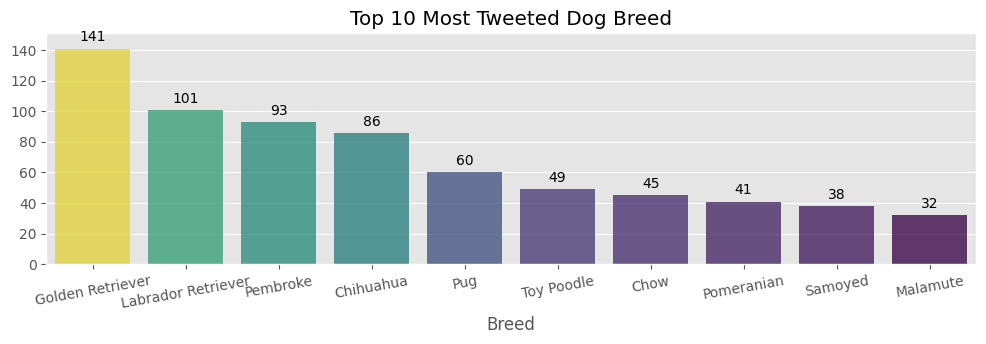 Top 10 Most Tweeted Dog Breed
140
120
100
80
60
40
20
0
141
101
93
86
60
49
45
41
38
32
Golden Retriever
Labrador Retriever
Pembroke
Chihuahua
Pug
Toy Poodle
Chow
Pomeranian
Samoyed
Malamute
Breed